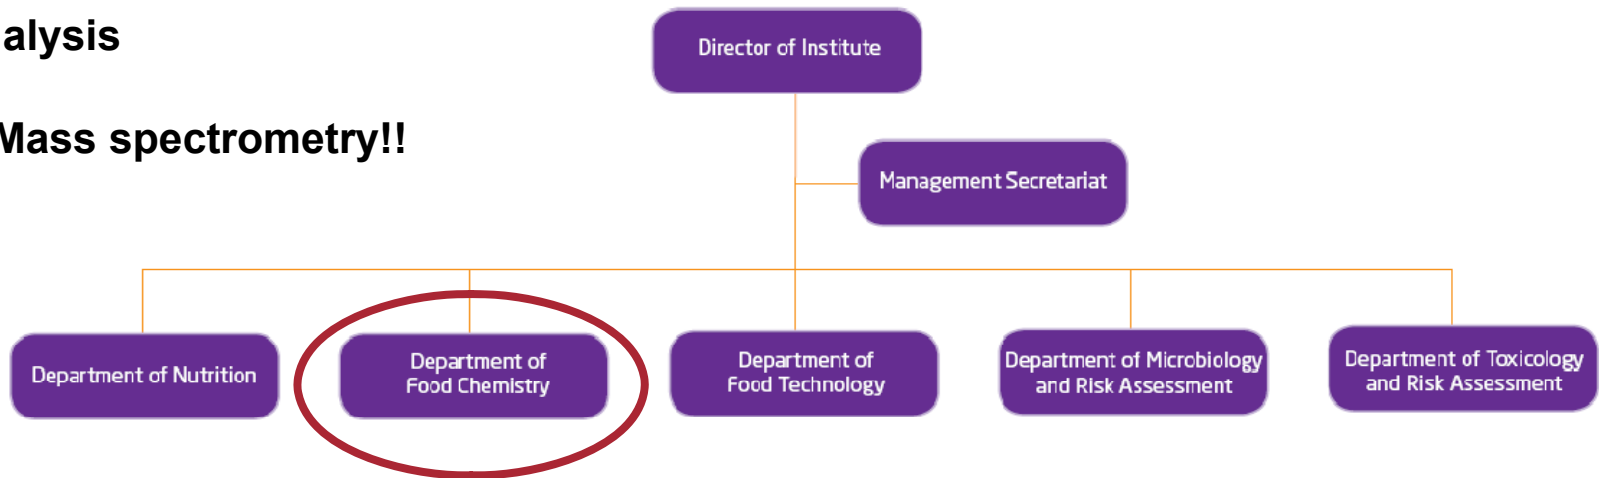 alysis
Mass spectrometry!!
Director of Institute
Management Secretariat
Department of Nutrition
Department of
Food Chemistry
Department of
Food Technology
Department of Microbiology
and Risk Assessment
Department of Toxicology
and Risk Assessment